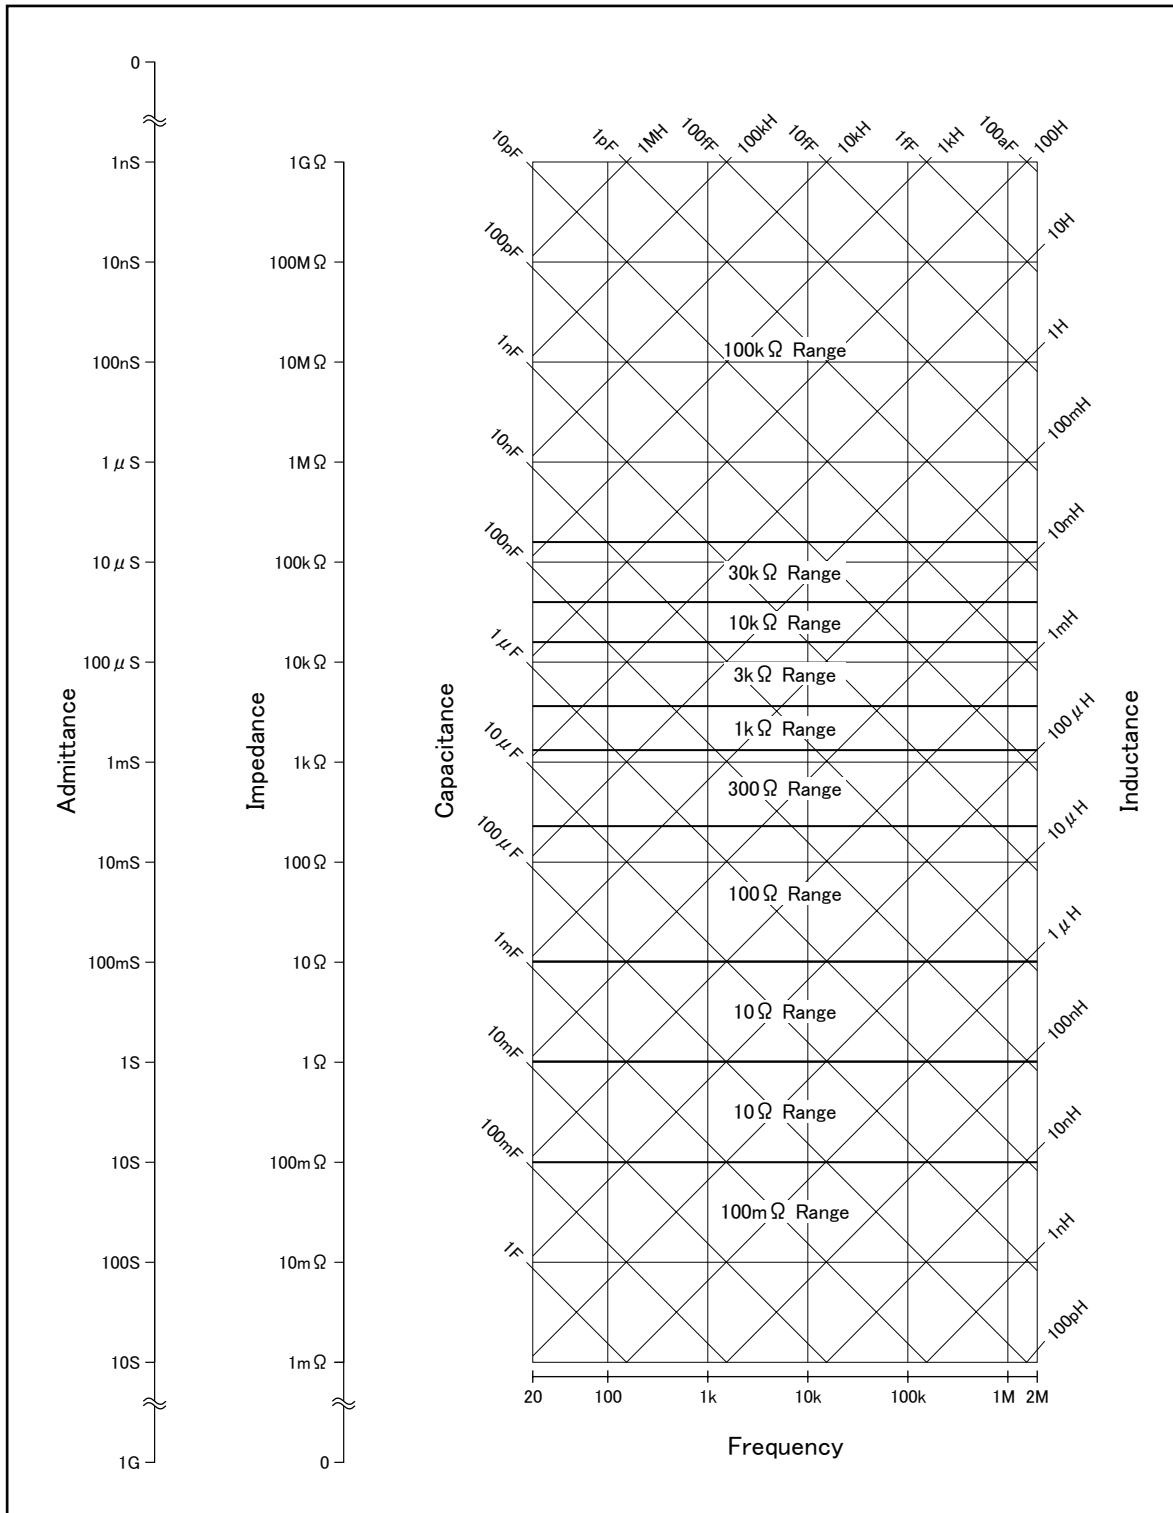 0
1nS
10nS
100nS
1μS
10μS
100μS
1mS
10mS
100mS
1S
10S
100S
10S
1G
Admittance
1GΩ
100MΩ
10MΩ
1MΩ
100kΩ
10kΩ
1kΩ
100Ω
10Ω
1Ω
100mΩ
10mΩ
1mΩ
0
Impedance
Capacitance
10pF
100pF
1nF
10nF
100nF
1μF
10μF
100μF
1mF
10mF
100mF
1F
1pF
1MH
100fF
100kH
10fF
10kH
1fF
1kH
100aF
100H
10H
1H
100mH
10mH
1mH
100μH
10μH
1μH
100nH
10nH
1nH
100pH
Inductance
100kΩ Range
30kΩ Range
10kΩ Range
3kΩ Range
1kΩ Range
300Ω Range
100Ω Range
10Ω Range
10Ω Range
100mΩ Range
20 100 1k 10k 100k 1M 2M
Frequency